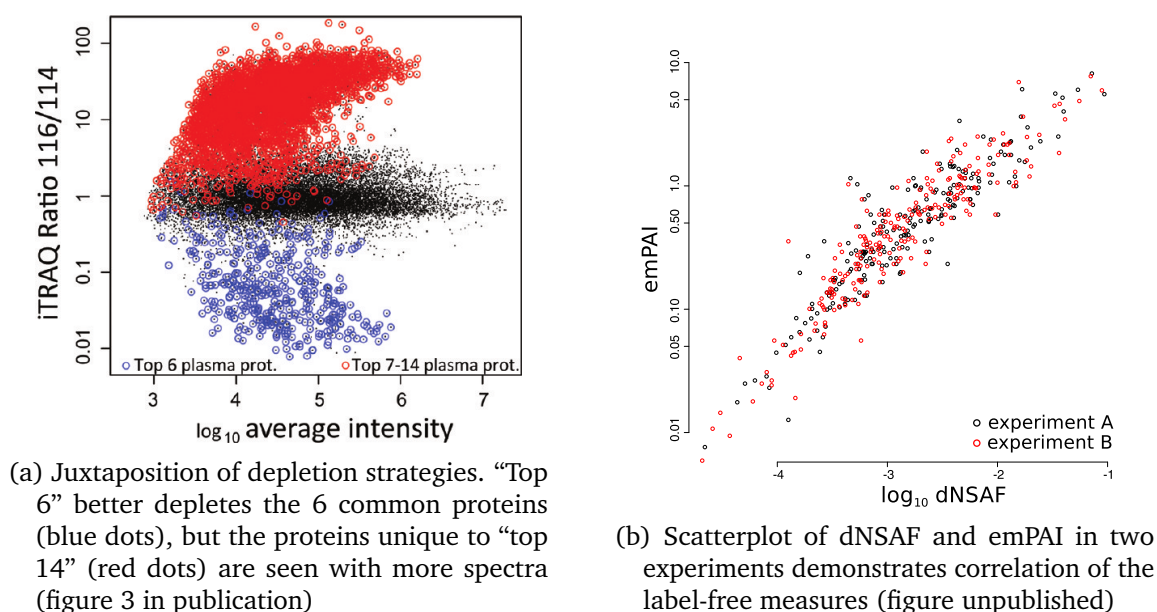 100
10
1
0.1
0.01
iTRAQ Ratio 116/114
Top 6 plasma prot.
Top 7-14 plasma prot.
3 4 5 6 7
log10 average intensity
(a) Juxtaposition of depletion strategies. “Top
6” better depletes the 6 common proteins
(blue dots), but the proteins unique to “top
14” (red dots) are seen with more spectra
(figure 3 in publication)
10.0
5.0
1.0
0.50
0.10
0.05
0.01
emPAI
experiment A
experiment B
-4 -3 -2 -1
log10 dNSAF
(b) Scatterplot of dNSAF and emPAI in two
experiments demonstrates correlation of the
label-free measures (figure unpublished)